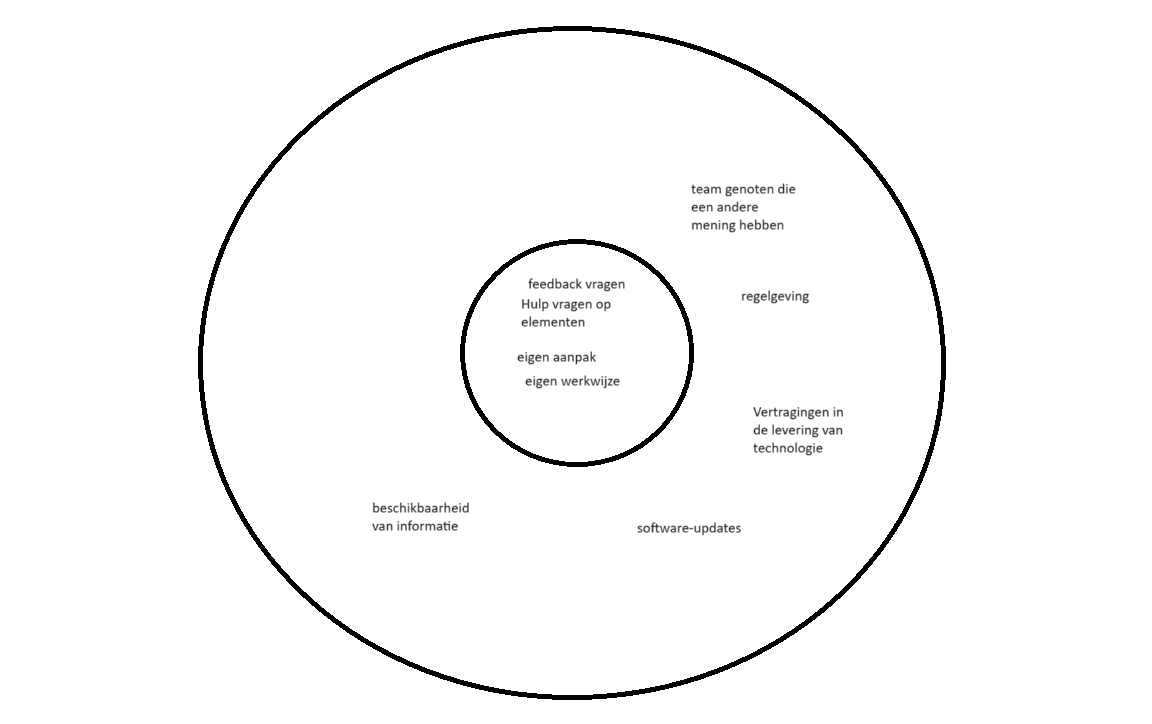 team genoten die
een andere
mening hebben
feedback vragen
Hulp vragen op
elementen
regelgeving
eigen aanpak
eigen werkwijze
Vertragingen in
de levering van
technologie
beschikbaarheid
van informatie
software-updates